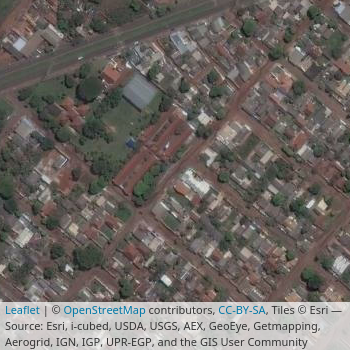 Leaflet | © OpenStreetMap contributors, CC-BY-SA, Tiles © Esri —
Source: Esri, i-cubed, USDA, USGS, AEX, GeoEye, Getmapping,
Aerogrid, IGN, IGP, UPR-EGP, and the GIS User Community